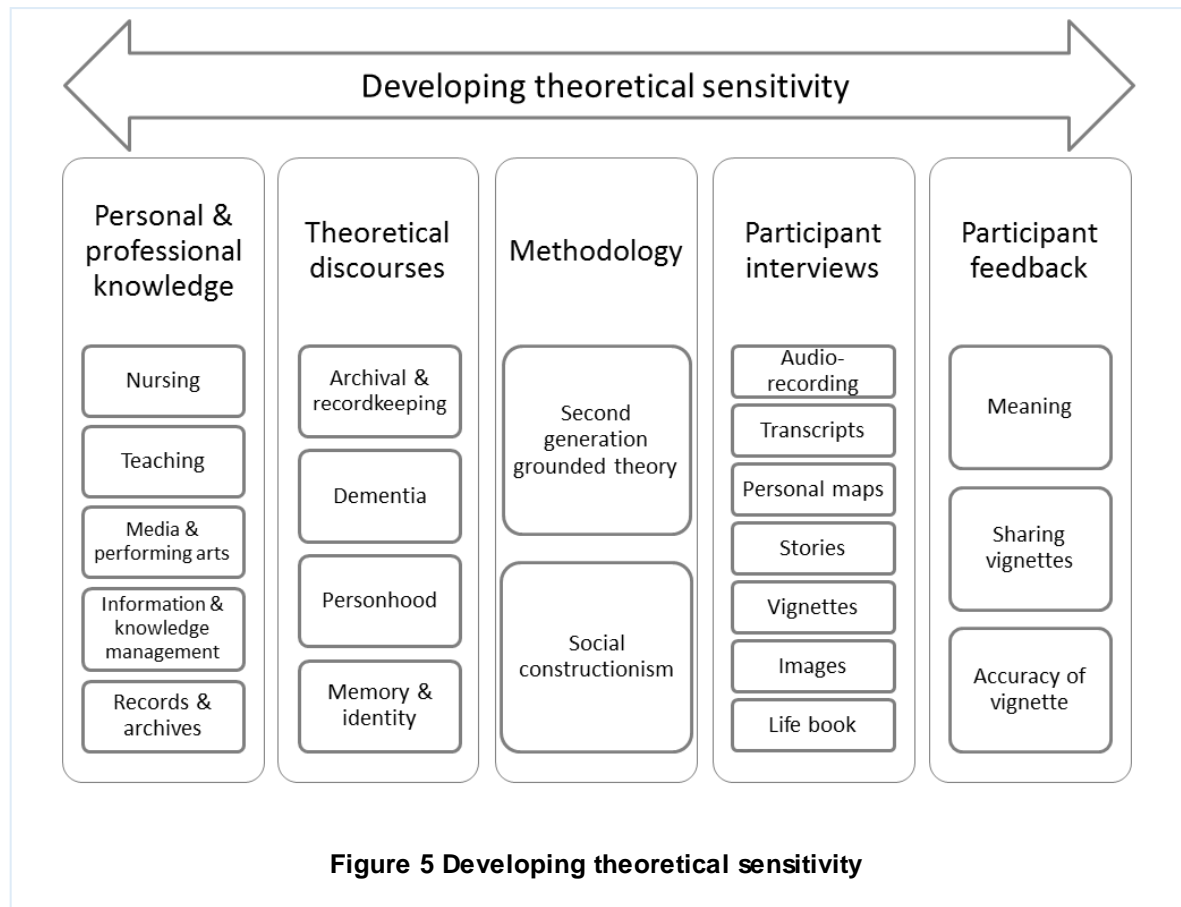 Developing theoretical sensitivity
Personal &
professional
knowledge
Nursing
Teaching
Media &
performing arts
Information &
knowledge
management
Records &
archives
Theoretical
discourses
Archival &
recordkeeping
Dementia
Personhood
Memory &
identity
Methodology
Second
generation
grounded theory
Social
constructionism
Participant
interviews
Audio-
recording
Transcripts
Personal maps
Stories
Vignettes
Images
Life book
Participant
feedback
Meaning
Sharing
vignettes
Accuracy of
vignette
Figure 5 Developing theoretical sensitivity